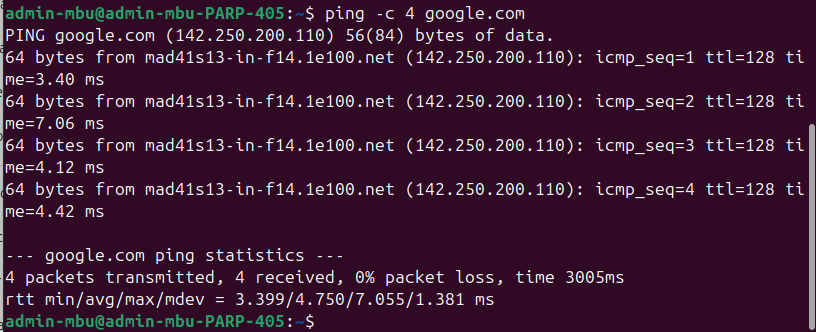 admin-mbu@admin-mbu-PARP-405:~$ ping -c 4 google.com
PING google.com (142.250.200.110) 56(84) bytes of data.
64 bytes from mad41s13-in-f14.1e100.net (142.250.200.110): icmp_seq=1 ttl=128 ti
me=3.40 ms
64 bytes from mad41s13-in-f14.1e100.net (142.250.200.110): icmp_seq=2 ttl=128 ti
me=7.06 ms
64 bytes from mad41s13-in-f14.1e100.net (142.250.200.110): icmp_seq=3 ttl=128 ti
me=4.12 ms
64 bytes from mad41s13-in-f14.1e100.net (142.250.200.110): icmp_seq=4 ttl=128 ti
me=4.42 ms

--- google.com ping statistics ---
4 packets transmitted, 4 received, 0% packet loss, time 3005ms
rtt min/avg/max/mdev = 3.399/4.750/7.055/1.381 ms
admin-mbu@admin-mbu-PARP-405:~$